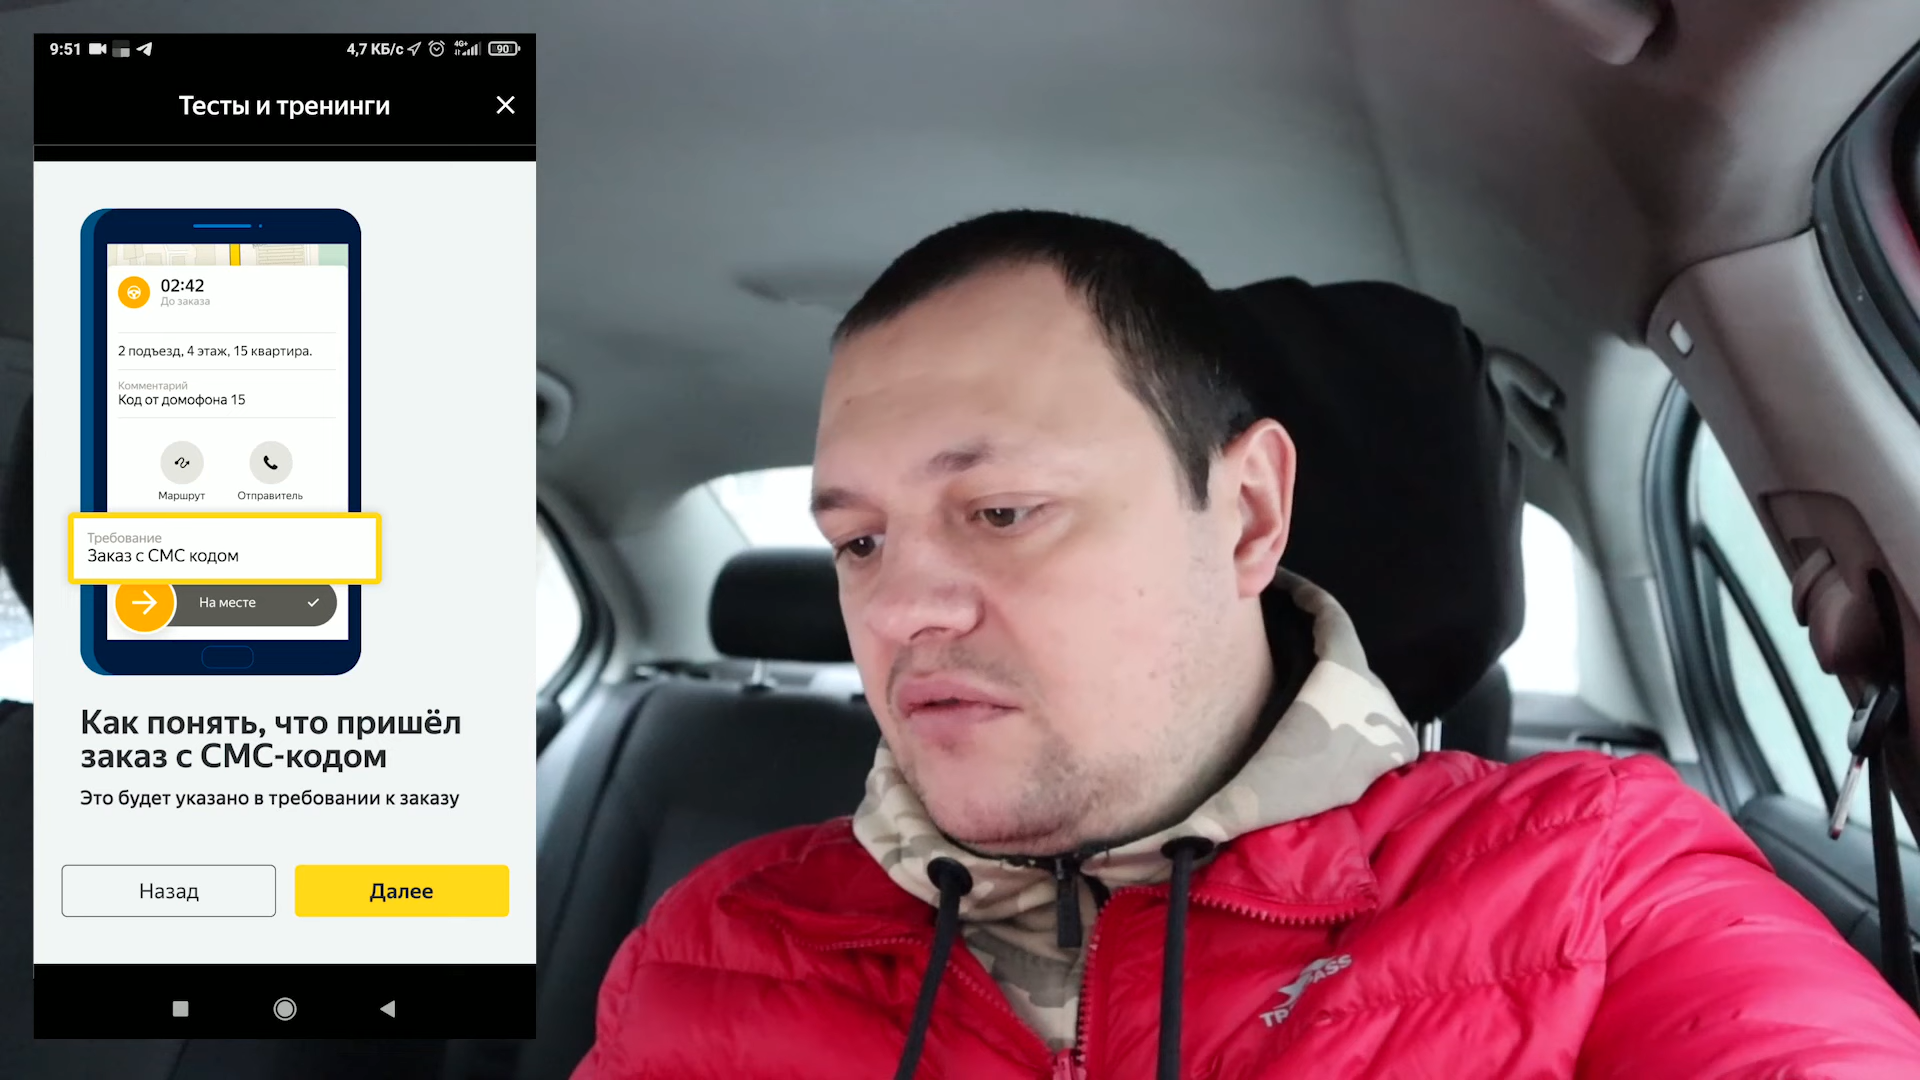 9:51
4,7 КБ/с
4G+
90
Тесты и тренинги
02:42
До заказа
2 подъезд, 4 этаж, 15 квартира.
Комментарий
Код от домофона 15
Маршрут
Отправитель
Требование
Заказ с СМС кодом
На месте
Как понять, что пришёл
заказ с СМС-кодом
Это будет указано в требовании к заказу
Назад
Далее